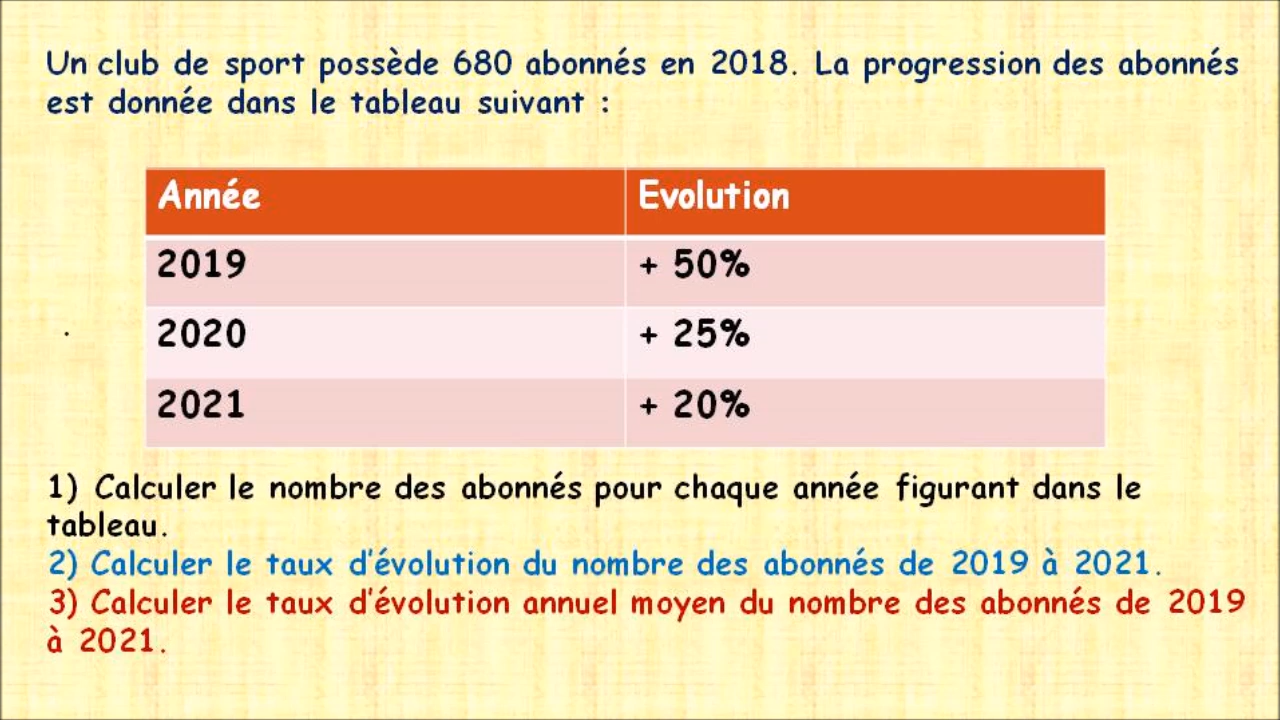 Un club de sport possède 680 abonnés en 2018. La progression des abonnés
est donnée dans le tableau suivant :
Année Evolution
2019 + 50%
2020 + 25%
2021 + 20%
1) Calculer le nombre des abonnés pour chaque année figurant dans le
tableau.
2) Calculer le taux d'évolution du nombre des abonnés de 2019 à 2021.
3) Calculer le taux d'évolution annuel moyen du nombre des abonnés de 2019
à 2021.